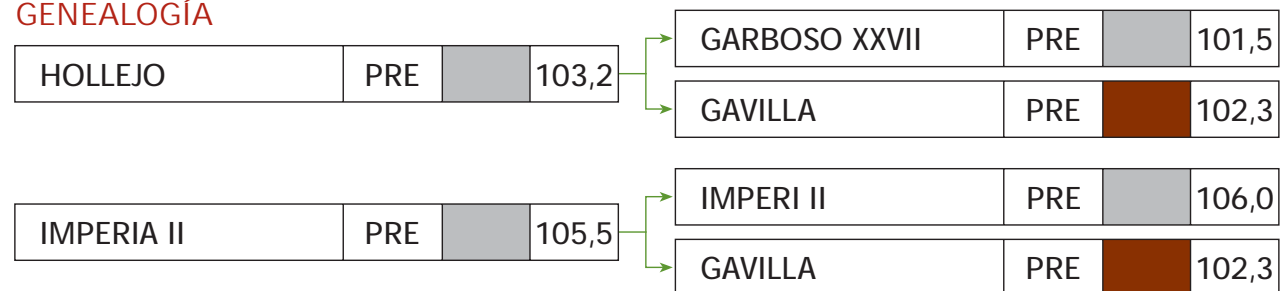 GENEALOGÍA
HOLLEJO PRE 103,2
GARBOSO XXVII PRE 101,5
GAVILLA PRE 102,3
IMPERIA II PRE 105,5
IMPERI II PRE 106,0
GAVILLA PRE 102,3